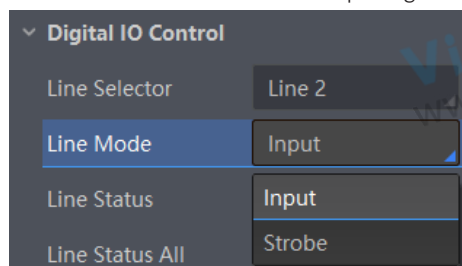 Digital IO Control
Line Selector
Line 2
Line Mode
Input
Line Status
Input
Line Status All
Strobe